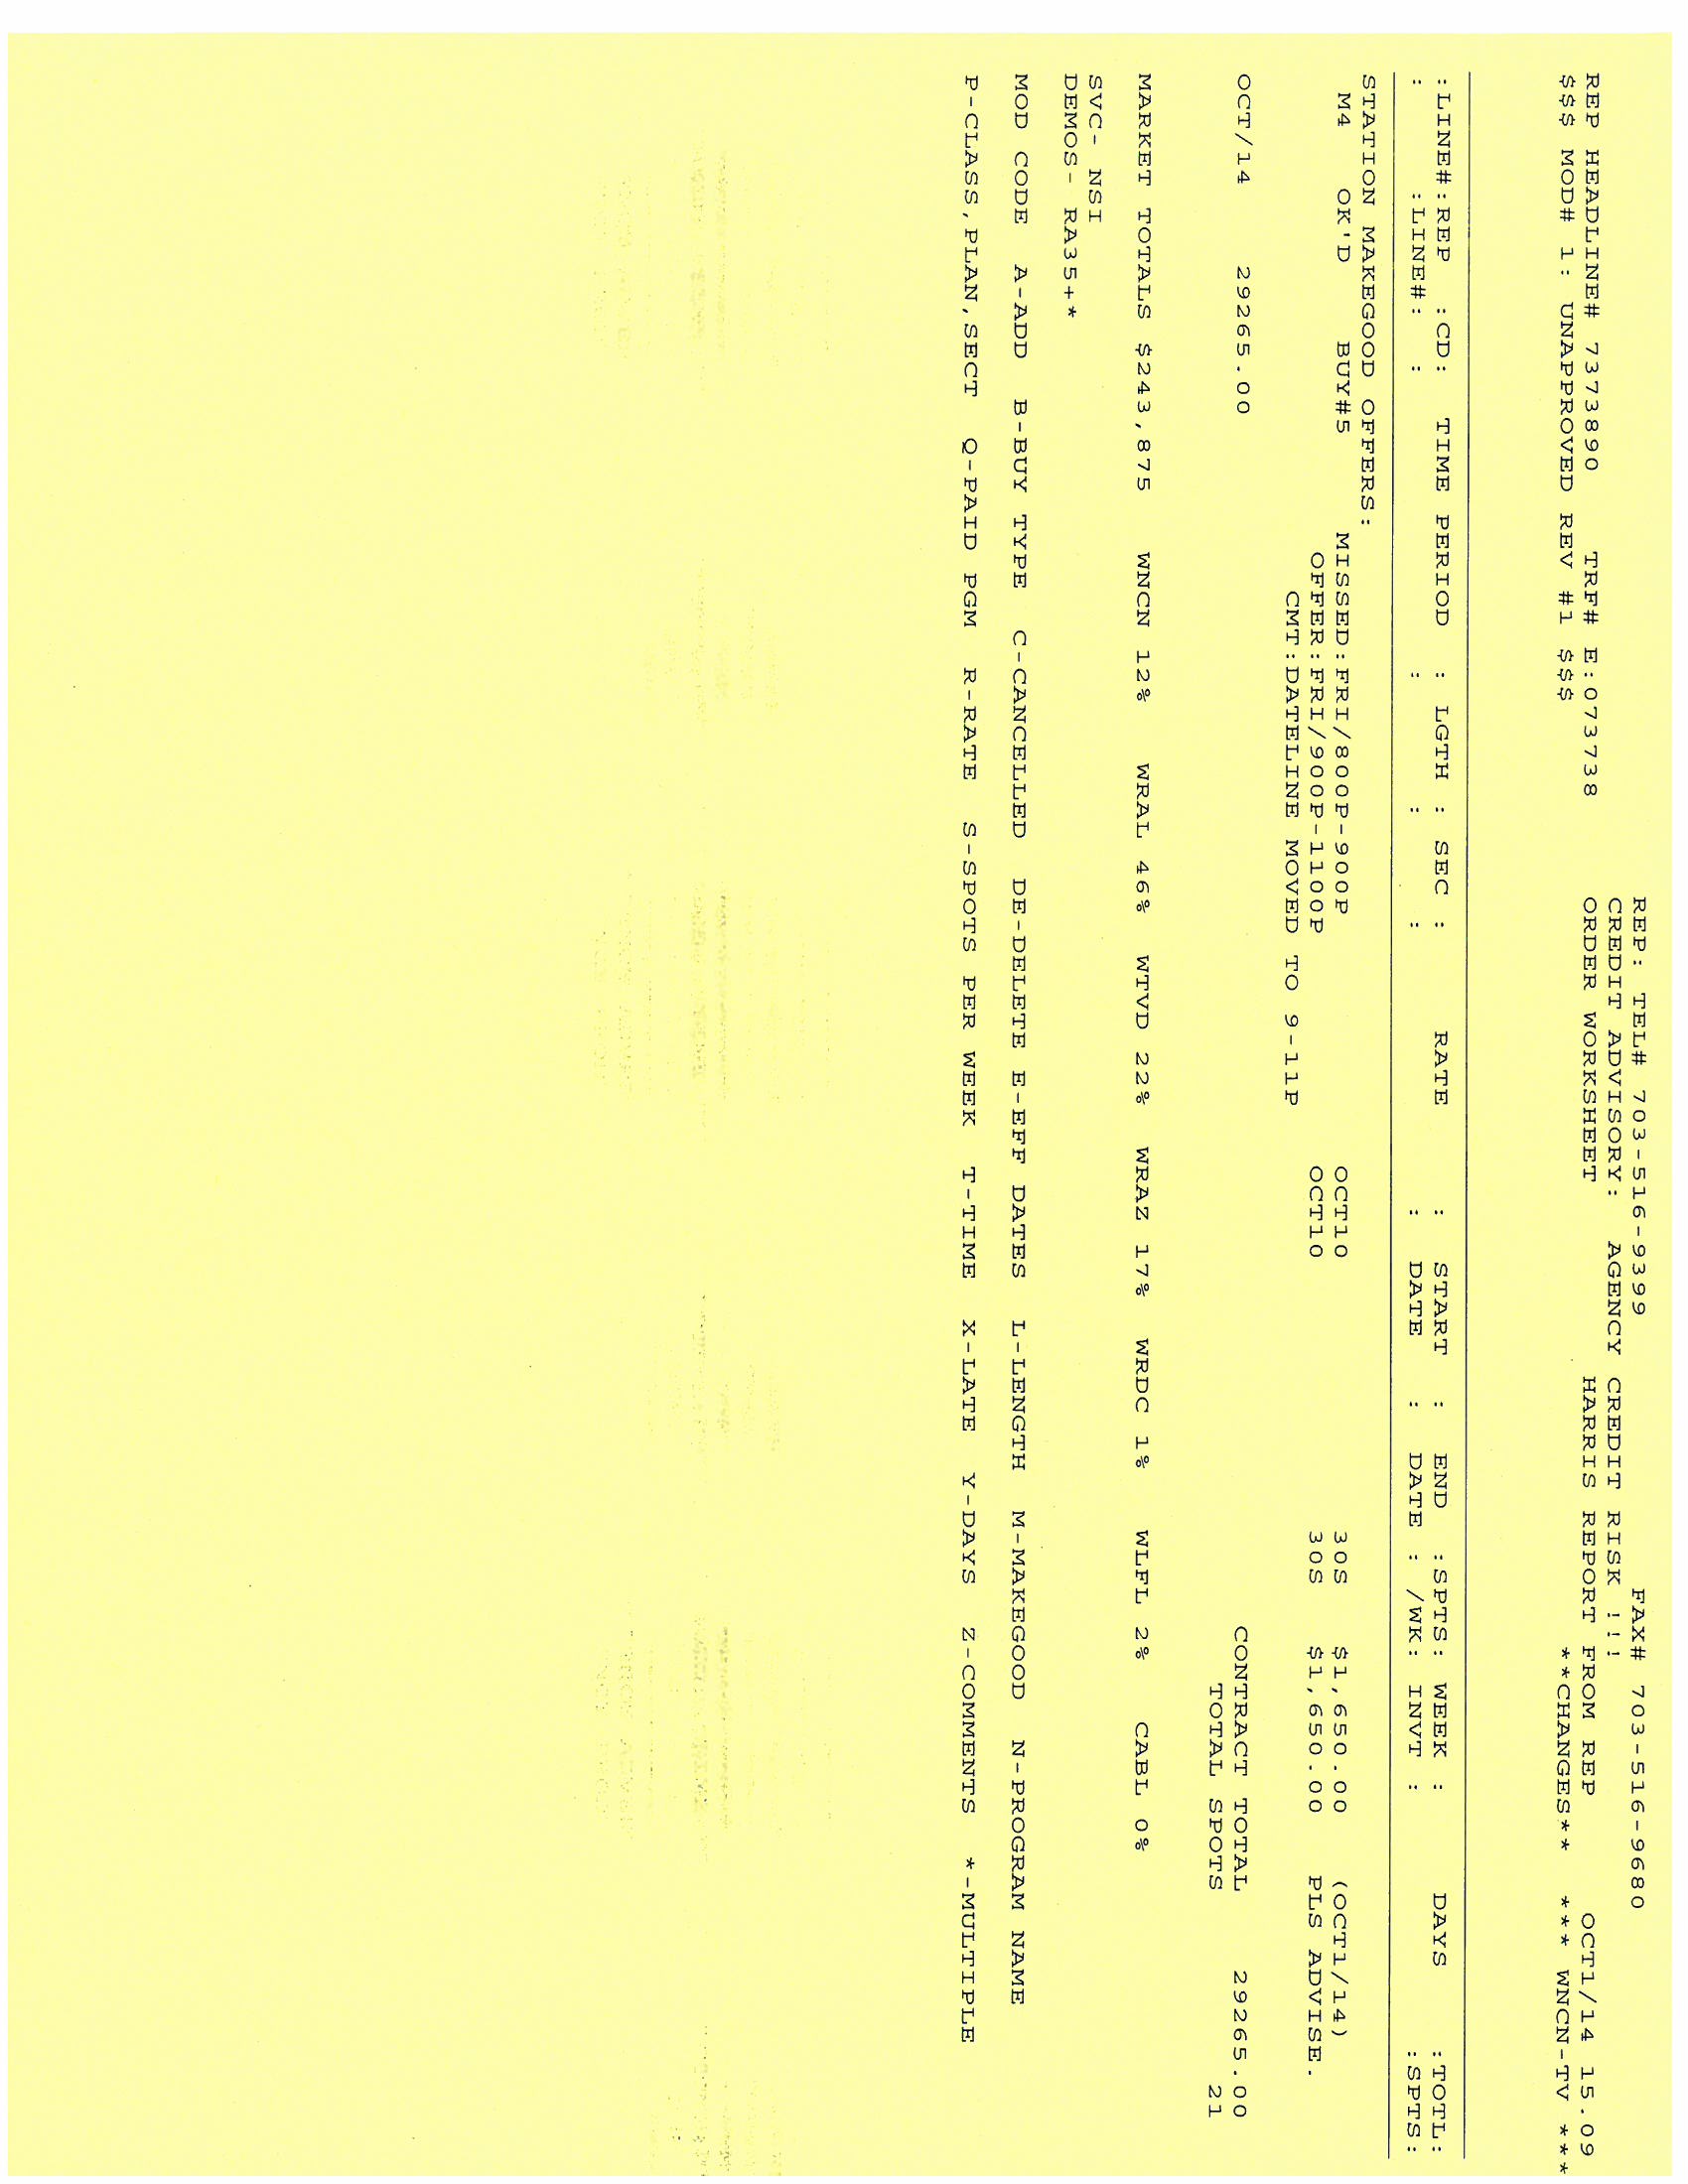 REP: TEL# 703-516-9399 FAX# 703-516-9680
CREDIT ADVISORY: AGENCY CREDIT RISK !!!
REP HEADLINE# 7373890 TRF# E:073738 ORDER WORKSHEET HARRIS REPORT FROM REP OCT1/14 15.09
$$$ MOD# 1: UNAPPROVED REV #1 $$$ **CHANGES** *** WNCN-TV ***
:LINE#:REP :CD: TIME PERIOD : LGTH : SEC : RATE : START : END :SPTS: WEEK : DAYS :TOTL:
: :LINE#: : : : : : DATE : DATE : /WK: INVT : :SPTS:
STATION MAKEGOOD OFFERS:
M4 OK'D BUY#5 MISSED:FRI/800P-900P OCT10 30S $1,650.00 (OCT1/14)
OFFER:FRI/900P-1100P OCT10 30S $1,650.00 PLS ADVISE.
CMT:DATELINE MOVED TO 9-11P
OCT/14 29265.00 CONTRACT TOTAL 29265.00
TOTAL SPOTS 21
MARKET TOTALS $243,875 WNCN 12% WRAL 46% WTVD 22% WRAZ 17% WRDC 1% WLFL 2% CABL 0%
SVC- NSI
DEMOS- RA35+*
MOD CODE A-ADD B-BUY TYPE C-CANCELLED DE-DELETE E-EFF DATES L-LENGTH M-MAKEGOOD N-PROGRAM NAME
P-CLASS,PLAN,SECT Q-PAID PGM R-RATE S-SPOTS PER WEEK T-TIME X-LATE Y-DAYS Z-COMMENTS *-MULTIPLE